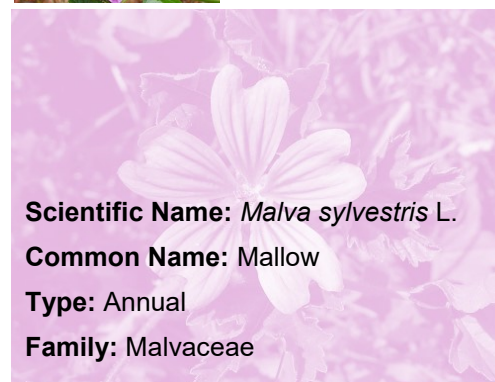 Scientific Name: Malva sylvestris L.
Common Name: Mallow
Type: Annual
Family: Malvaceae